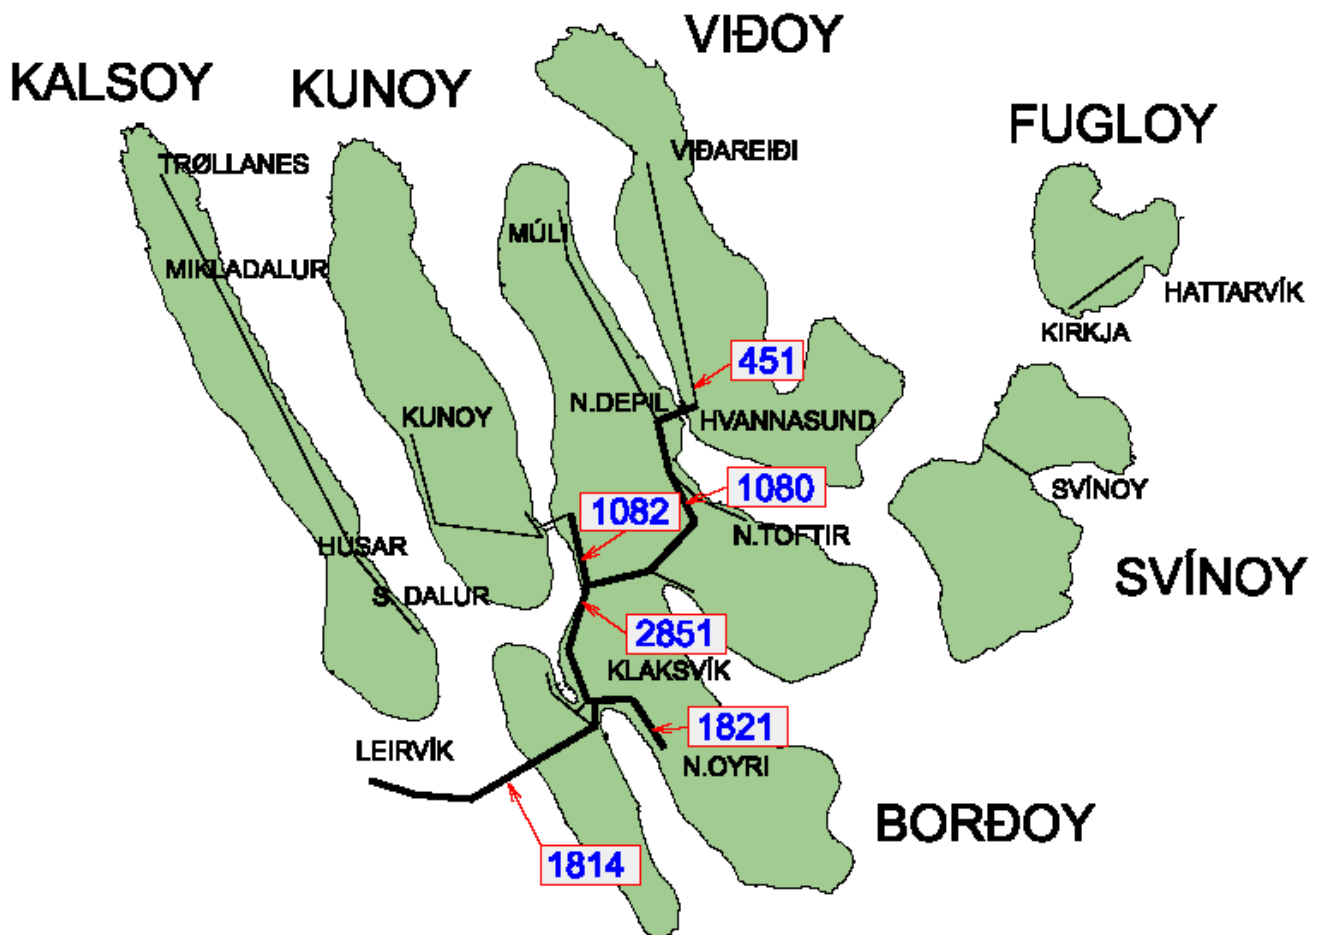 VIÐOY
KALSOY
KUNOY
FUGLOY
TRØLLANES
VIÐAREIÐI
MÚLI
MIKLADALUR
HATTARVÍK
KIRKJA
451
N.DEPIL
KUNOY
HVANNASUND
1080
SVÍNOY
1082
N.TOFTIR
HÚSAR
SVÍNOY
S. DALUR
2851
KLAKSVÍK
1821
LEIRVÍK
N.OYRI
BORÐOY
1814